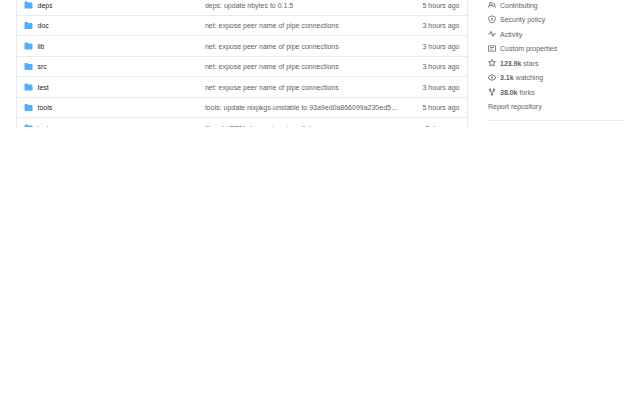 deps deps: update nbytes to 0.1.5 5 hours ago
doc net: expose peer name of pipe connections 3 hours ago
lib net: expose peer name of pipe connections 3 hours ago
src net: expose peer name of pipe connections 3 hours ago
test net: expose peer name of pipe connections 3 hours ago
tools tools: update nixpkgs-unstable to 93a9ed0a866099a230ed5... 5 hours ago
Contributing
Security policy
Activity
Custom properties
123.9k stars
3.1k watching
38.0k forks
Report repository